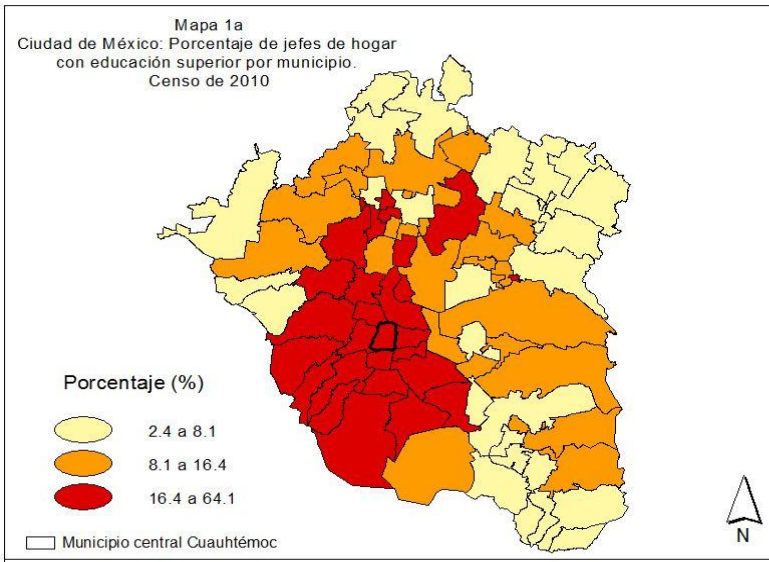 Mapa 1a
Ciudad de México: Porcentaje de jefes de hogar
con educación superior por municipio.
Censo de 2010
Porcentaje (%)
2.4 a 8.1
8.1 a 16.4
16.4 a 64.1
Municipio central Cuauhtémoc
N